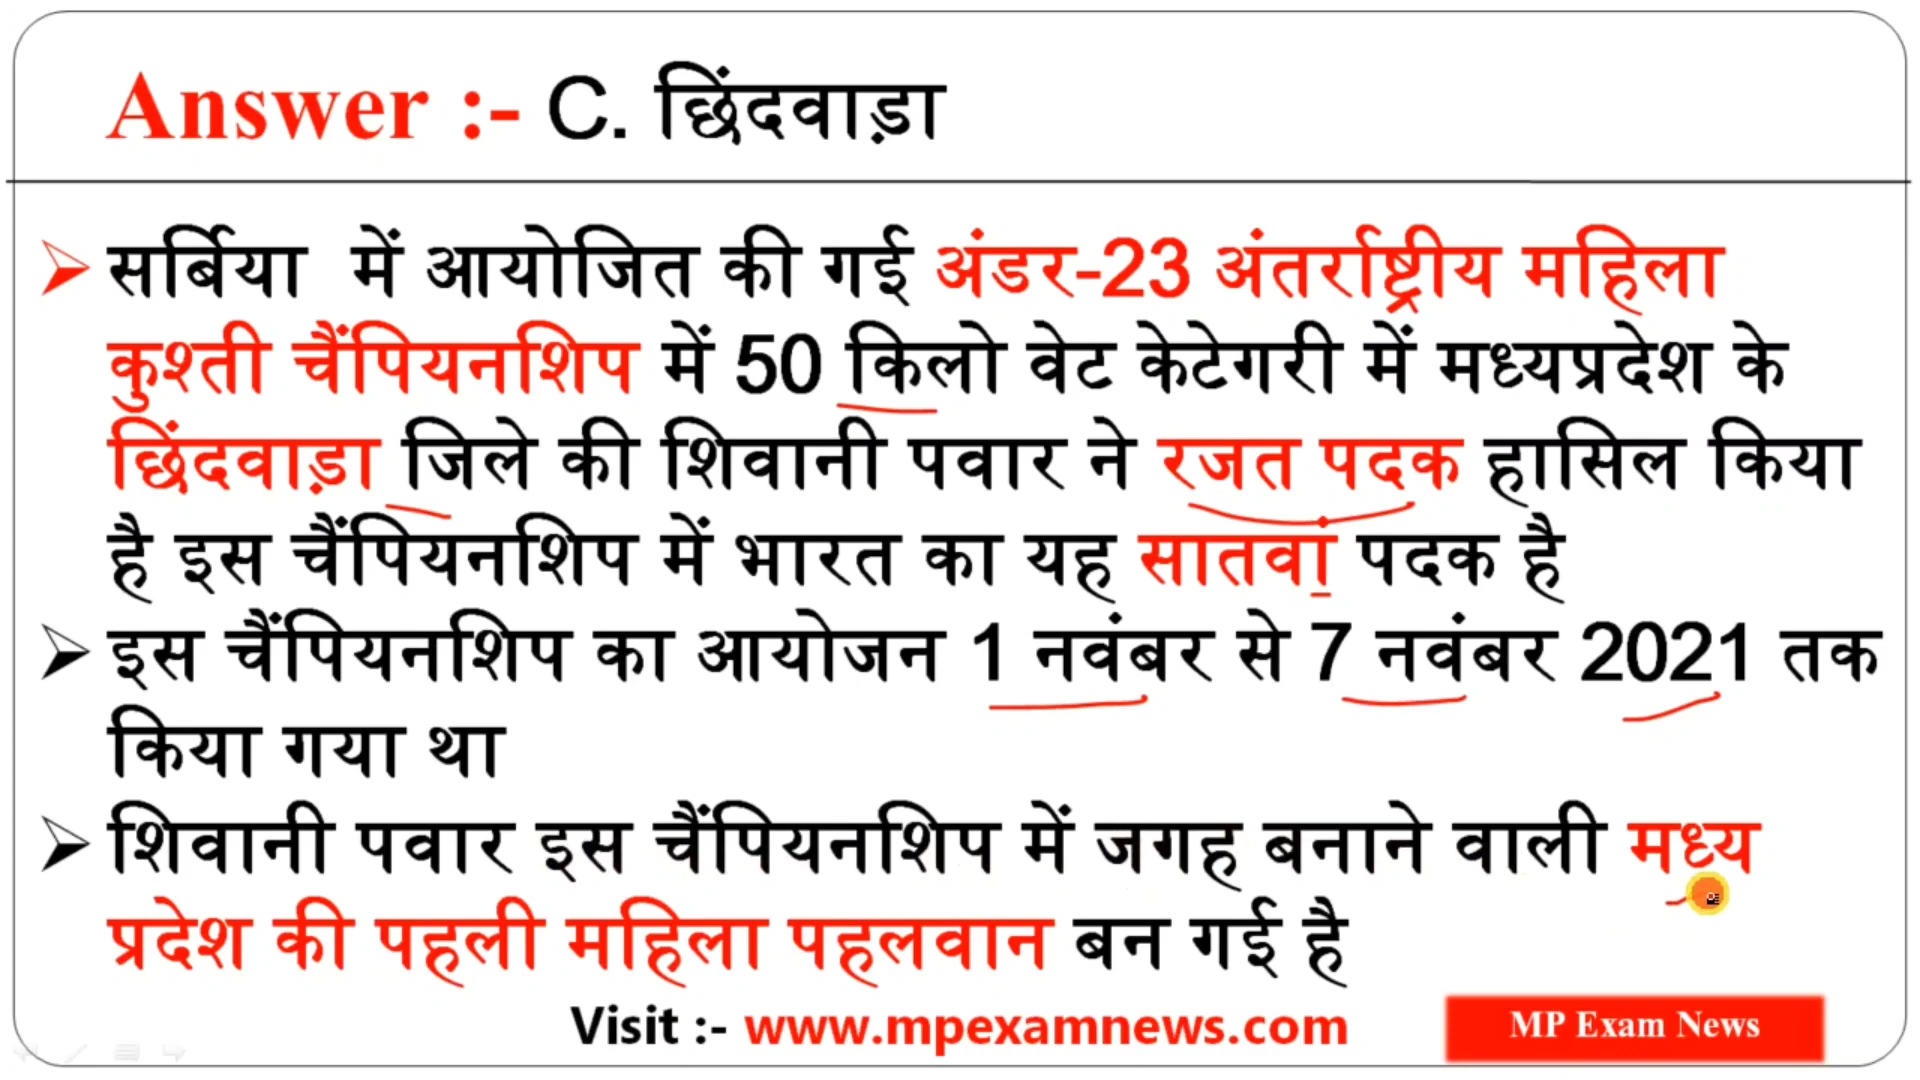 Answer :- C. छिंदवाड़ा
सर्बिया में आयोजित की गई अंडर-23 अंतर्राष्ट्रीय महिला
कुश्ती चैंपियनशिप में 50 किलो वेट केटेगरी में मध्यप्रदेश के
छिंदवाड़ा जिले की शिवानी पवार ने रजत पदक हासिल किया
है इस चैंपियनशिप में भारत का यह सातवां पदक है
इस चैंपियनशिप का आयोजन 1 नवंबर से 7 नवंबर 2021 तक
किया गया था
शिवानी पवार इस चैंपियनशिप में जगह बनाने वाली मध्य
प्रदेश की पहली महिला पहलवान बन गई है
Visit :- www.mpexamnews.com
MP Exam News